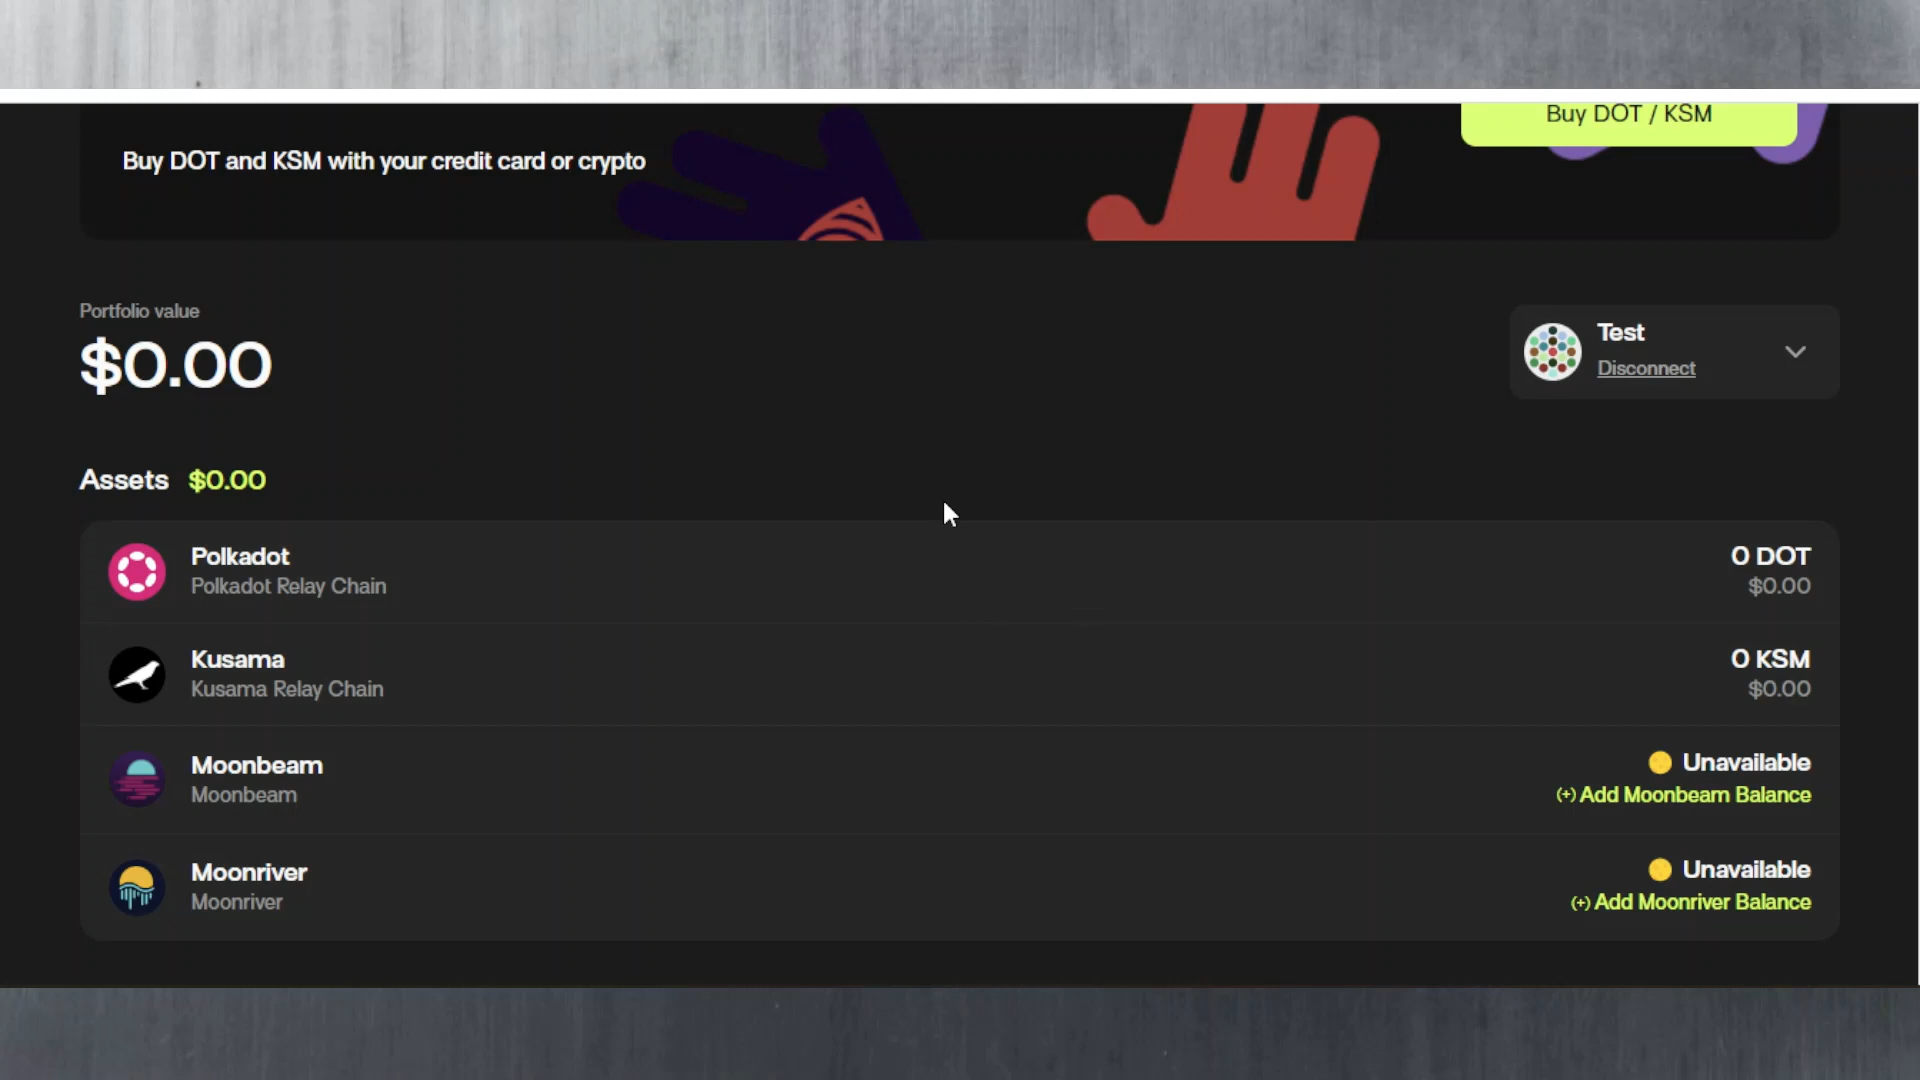 Buy DOT / KSM
Buy DOT and KSM with your credit card or crypto
Portfolio value
$0.00
Test
Disconnect
Assets $0.00
Polkadot
Polkadot Relay Chain
0 DOT
$0.00
Kusama
Kusama Relay Chain
0 KSM
$0.00
Moonbeam
Moonbeam
Unavailable
(+) Add Moonbeam Balance
Moonriver
Moonriver
Unavailable
(+) Add Moonriver Balance